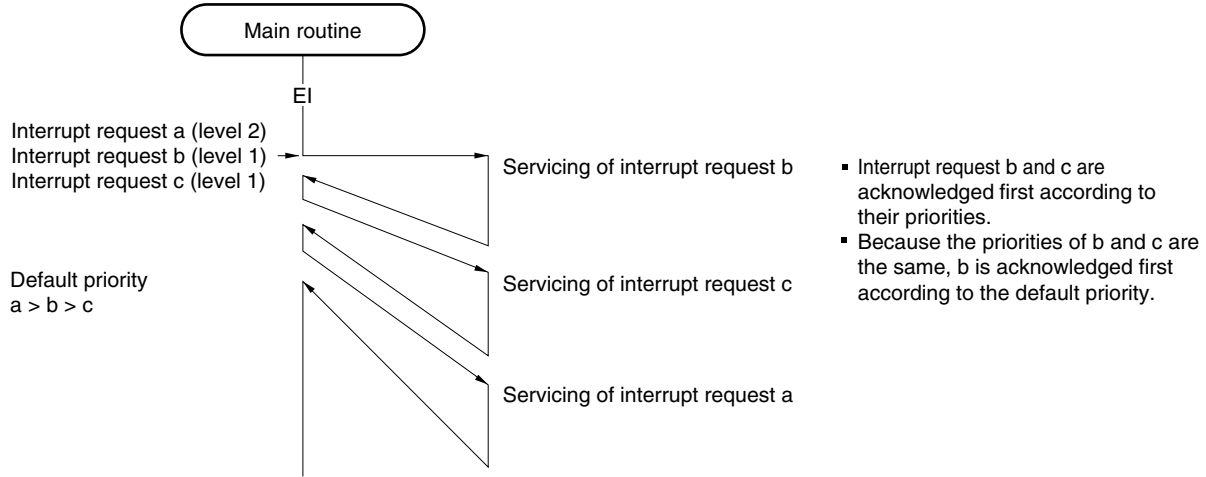 Main routine
EI
Interrupt request a (level 2)
Interrupt request b (level 1)
Interrupt request c (level 1)
Servicing of interrupt request b
▪ Interrupt request b and c are
acknowledged first according to
their priorities.
▪ Because the priorities of b and c are
the same, b is acknowledged first
according to the default priority.
Default priority
a > b > c
Servicing of interrupt request c
Servicing of interrupt request a